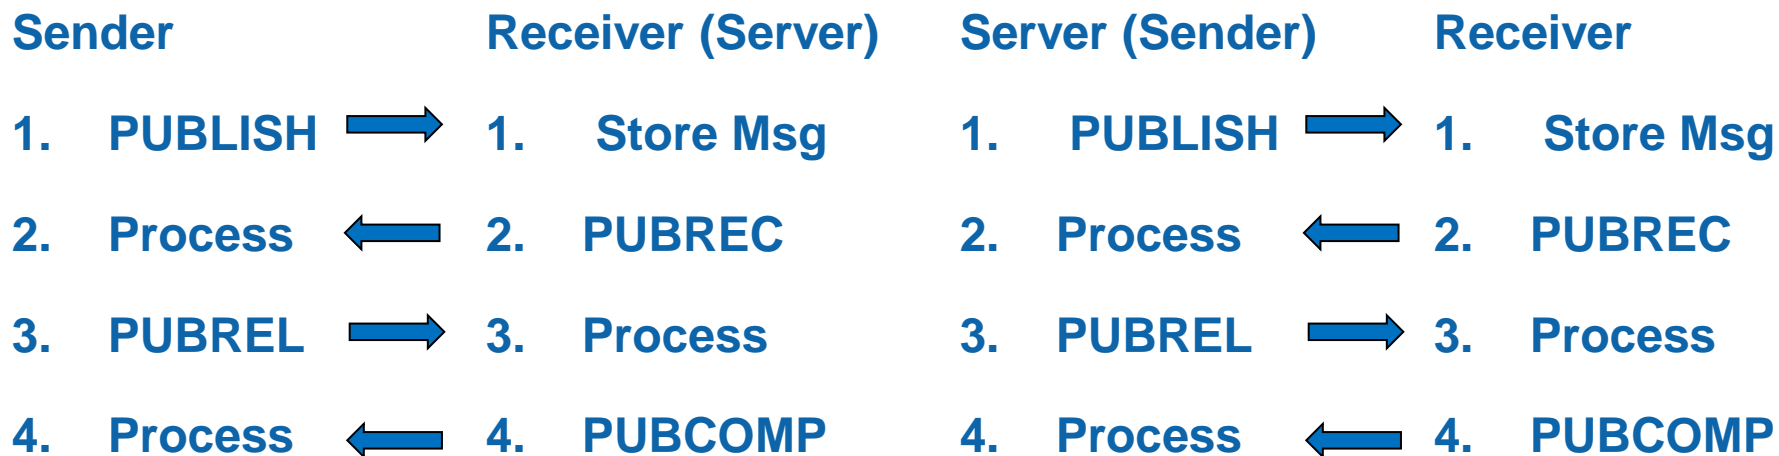 Sender Receiver (Server) Server (Sender) Receiver
1. PUBLISH 1. Store Msg 1. PUBLISH 1. Store Msg
2. Process 2. PUBREC 2. Process 2. PUBREC
3. PUBREL 3. Process 3. PUBREL 3. Process
4. Process 4. PUBCOMP 4. Process 4. PUBCOMP